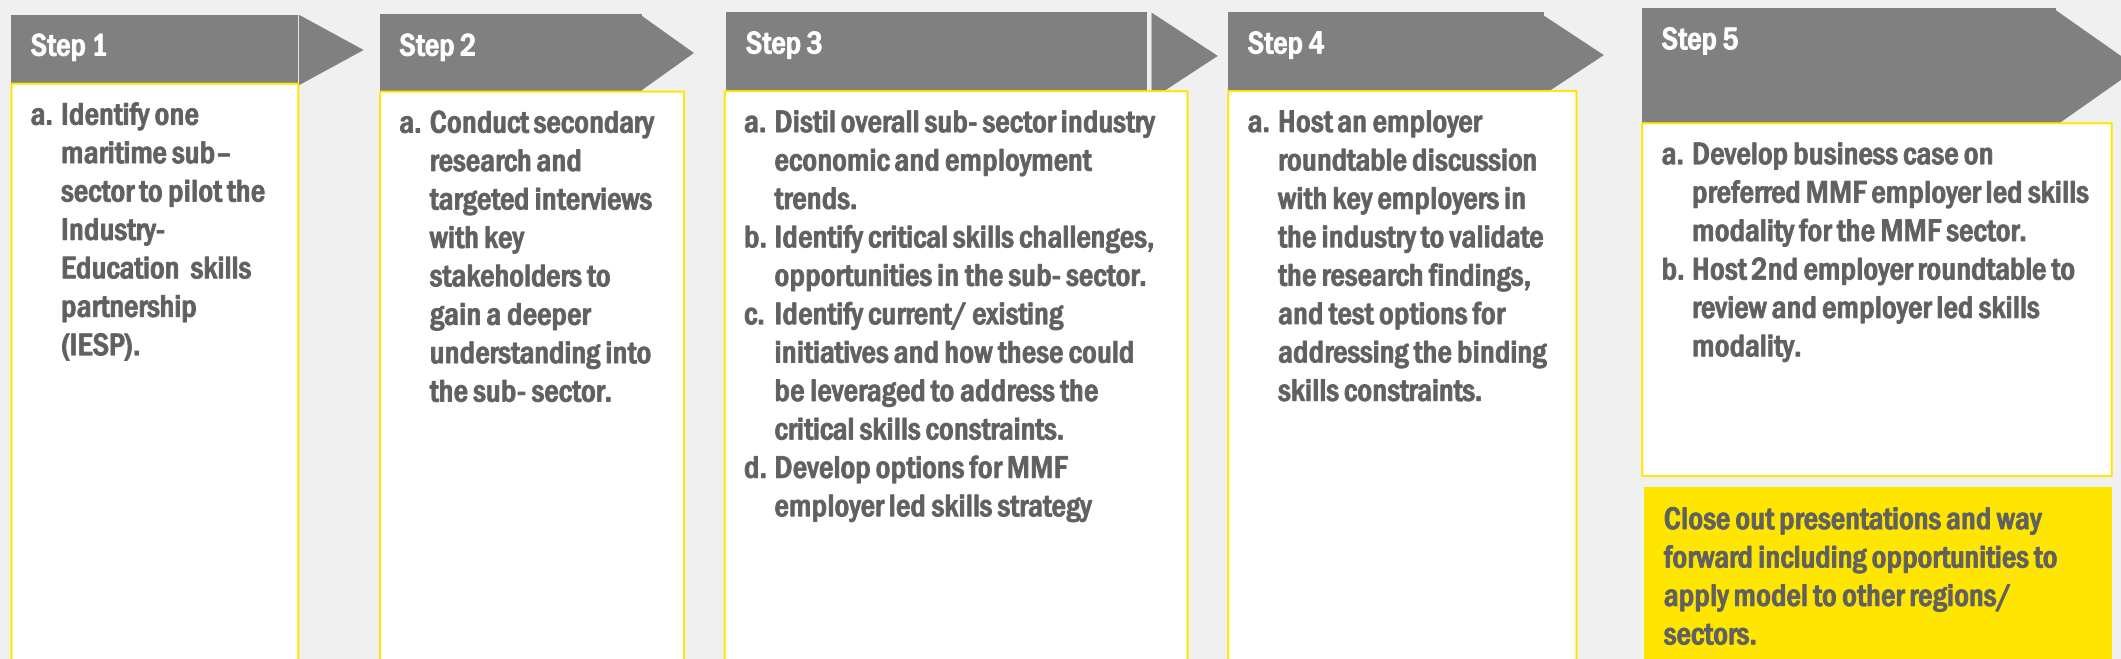 Step 1
a. Identify one
maritime sub–
sector to pilot the
Industry-
Education skills
partnership
(IESP).
Step 2
a. Conduct secondary
research and
targeted interviews
with key
stakeholders to
gain a deeper
understanding into
the sub- sector.
Step 3
a. Distil overall sub- sector industry
economic and employment
trends.
b. Identify critical skills challenges,
opportunities in the sub- sector.
c. Identify current/ existing
initiatives and how these could
be leveraged to address the
critical skills constraints.
d. Develop options for MMF
employer led skills strategy
Step 4
a. Host an employer
roundtable discussion
with key employers in
the industry to validate
the research findings,
and test options for
addressing the binding
skills constraints.
Step 5
a. Develop business case on
preferred MMF employer led skills
modality for the MMF sector.
b. Host 2nd employer roundtable to
review and employer led skills
modality.
Close out presentations and way
forward including opportunities to
apply model to other regions/
sectors.